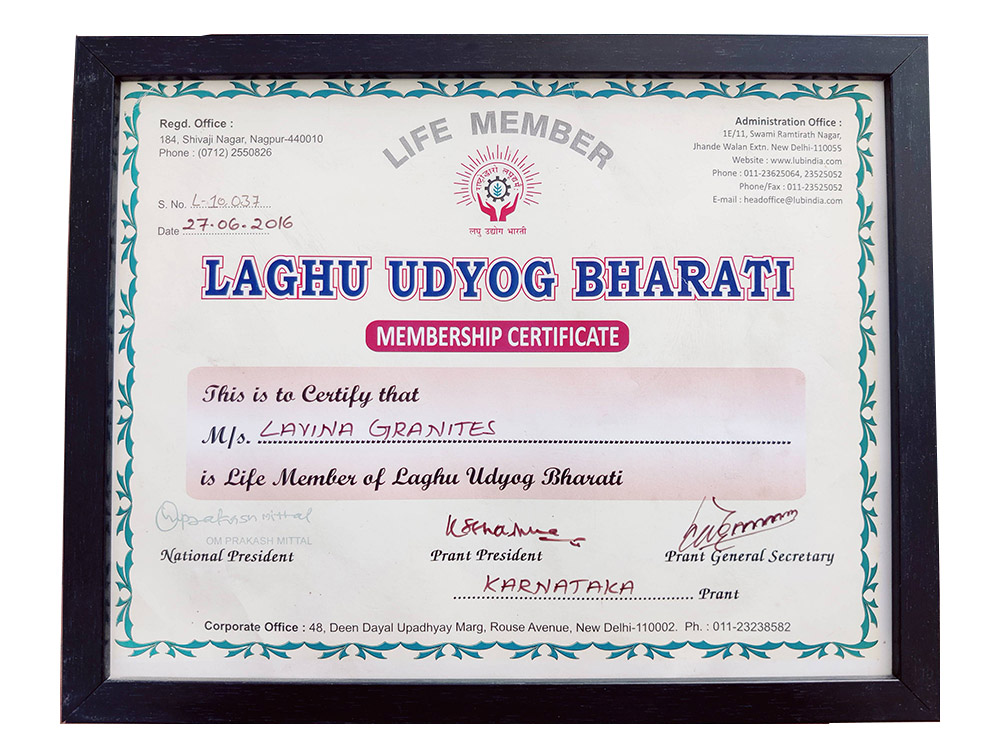 Regd. Office :
184, Shivaji Nagar, Nagpur-440010
Phone : (0712) 2550826
S. No. L-10.037
Date 27.06.2016
LIFE MEMBER
लघु उद्योग भारती
Administration Office :
1E/11, Swami Ramtirath Nagar,
Jhande Walan Extn. New Delhi-110055
Website : www.lubindia.com
Phone : 011-23625064, 23525052
Phone/Fax : 011-23525052
E-mail : headoffice@lubindia.com
LAGHU UDYOG BHARATI
MEMBERSHIP CERTIFICATE
This is to Certify that
M/s. LAVINA GRANITES
is Life Member of Laghu Udyog Bharati
Omprakash Mittal
OM PRAKASH MITTAL
National President
Prant President
Prant General Secretary
KARNATAKA Prant
Corporate Office : 48, Deen Dayal Upadhyay Marg, Rouse Avenue, New Delhi-110002. Ph. : 011-23238582